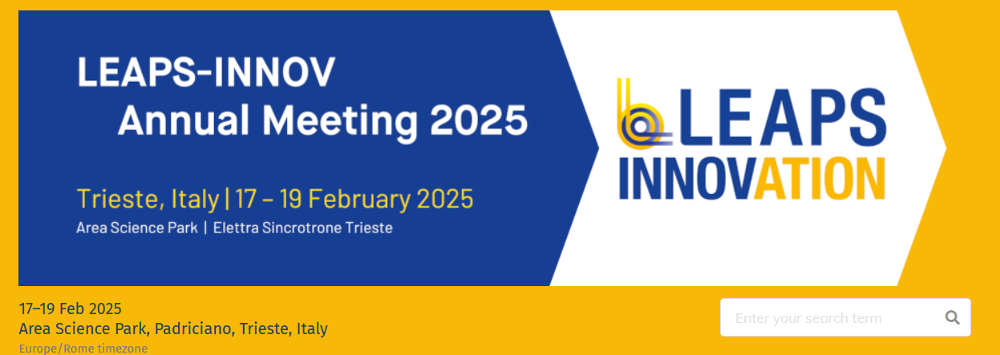 LEAPS-INNOV
Annual Meeting 2025
Trieste, Italy | 17 – 19 February 2025
Area Science Park | Elettra Sincrotrone Trieste
LEAPS
INNOVATION
17–19 Feb 2025
Area Science Park, Padriciano, Trieste, Italy
Europe/Rome timezone
Enter your search term